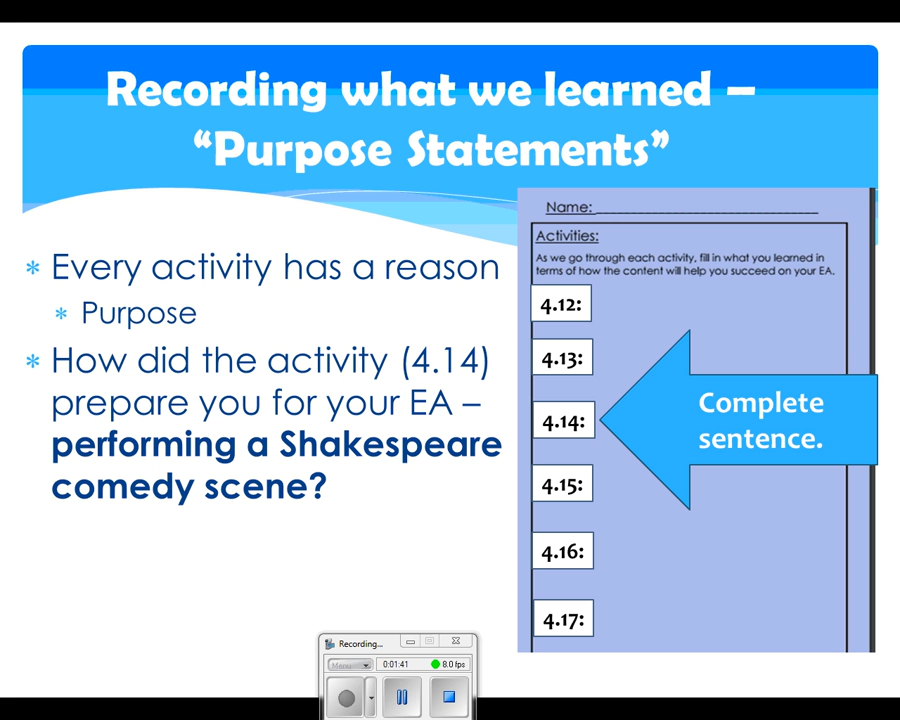 Recording what we learned –
“Purpose Statements”
Name:
Activities:
As we go through each activity, fill in what you learned in
terms of how the content will help you succeed on your EA.
* Every activity has a reason
* Purpose
* How did the activity (4.14)
prepare you for your EA –
performing a Shakespeare
comedy scene?
4.12:
4.13:
4.14:
4.15:
4.16:
4.17:
Complete
sentence.
Recording...
Menu
0:01:41
8.0 fps